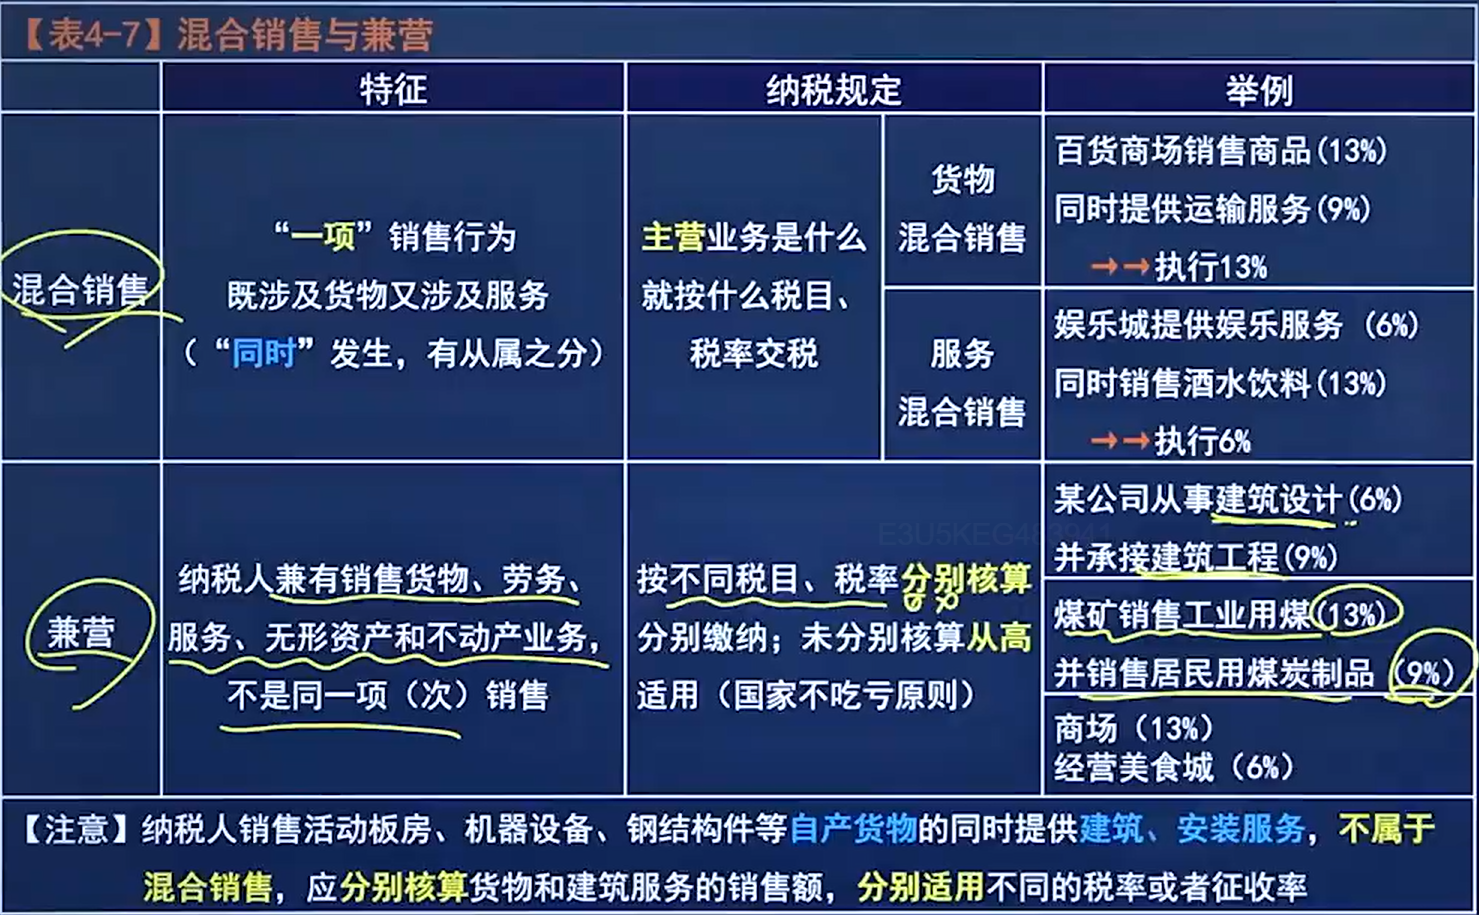 【表4-7】混合销售与兼营
特征
纳税规定
举例
混合销售
“一项”销售行为
既涉及货物又涉及服务
（“同时”发生，有从属之分）
主营业务是什么
就按什么税目、
税率交税
货物
混合销售
百货商场销售商品(13%)
同时提供运输服务(9%)
→→执行13%
服务
混合销售
娱乐城提供娱乐服务（6%)
同时销售酒水饮料(13%)
→→执行6%
兼营
纳税人兼有销售货物、劳务、
服务、无形资产和不动产业务，
不是同一项（次）销售
按不同税目、税率分别核算
分别缴纳；未分别核算从高
适用（国家不吃亏原则）
某公司从事建筑设计(6%)
并承接建筑工程(9%)
煤矿销售工业用煤(13%)
并销售居民用煤炭制品（9%）
商场（13%）
经营美食城（6%）
【注意】纳税人销售活动板房、机器设备、钢结构件等自产货物的同时提供建筑、安装服务，不属于
混合销售，应分别核算货物和建筑服务的销售额，分别适用不同的税率或者征收率